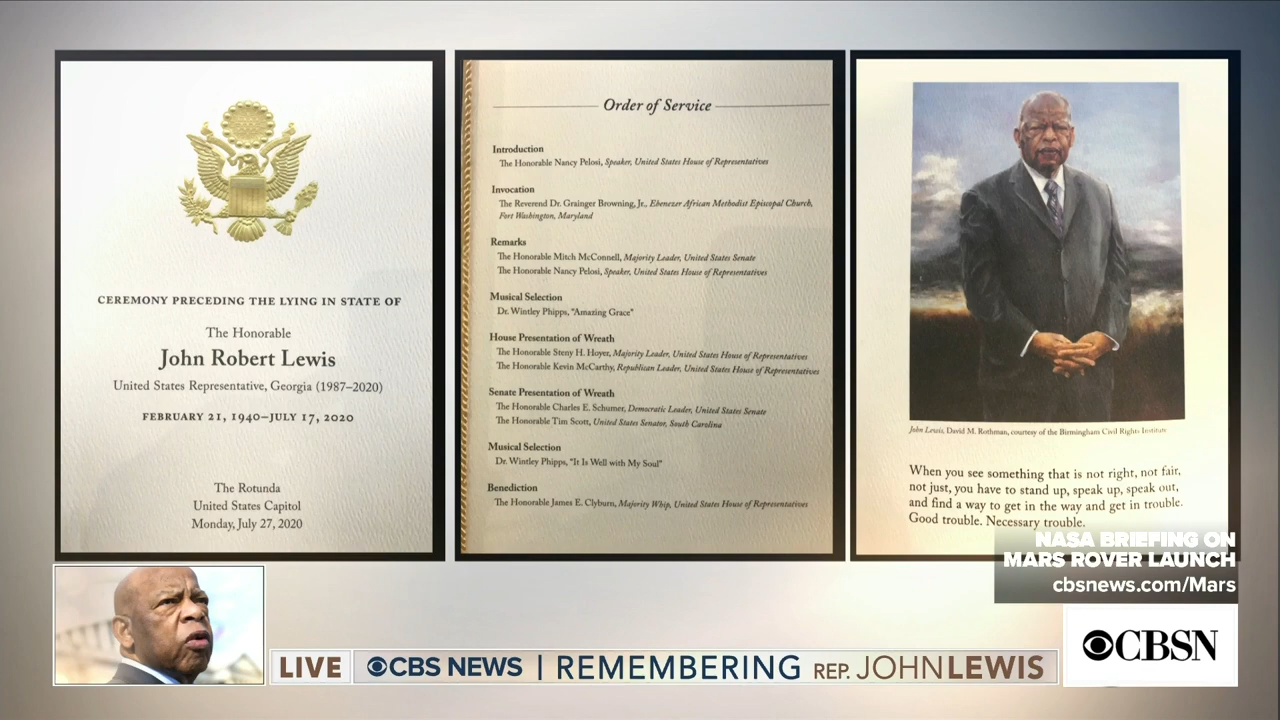 CEREMONY PRECEDING THE LYING IN STATE OF
The Honorable
John Robert Lewis
United States Representative, Georgia (1987–2020)
FEBRUARY 21, 1940–JULY 17, 2020
The Rotunda
United States Capitol
Monday, July 27, 2020
Order of Service
Introduction
The Honorable Nancy Pelosi, Speaker, United States House of Representatives
Invocation
The Reverend Dr. Grainger Browning, Jr., Ebenezer African Methodist Episcopal Church,
Fort Washington, Maryland
Remarks
The Honorable Mitch McConnell, Majority Leader, United States Senate
The Honorable Nancy Pelosi, Speaker, United States House of Representatives
Musical Selection
Dr. Wintley Phipps, "Amazing Grace"
House Presentation of Wreath
The Honorable Steny H. Hoyer, Majority Leader, United States House of Representatives
The Honorable Kevin McCarthy, Republican Leader, United States House of Representatives
Senate Presentation of Wreath
The Honorable Charles E. Schumer, Democratic Leader, United States Senate
The Honorable Tim Scott, United States Senator, South Carolina
Musical Selection
Dr. Wintley Phipps, "It Is Well with My Soul"
Benediction
The Honorable James E. Clyburn, Majority Whip, United States House of Representatives
John Lewis, David M. Rothman, courtesy of the Birmingham Civil Rights Institute
When you see something that is not right, not fair,
not just, you have to stand up, speak up, speak out,
and find a way to get in the way and get in trouble.
Good trouble. Necessary trouble.
NASA BRIEFING ON
MARS ROVER LAUNCH
cbsnews.com/Mars
LIVE
CBS NEWS | REMEMBERING REP. JOHN LEWIS
CBSN